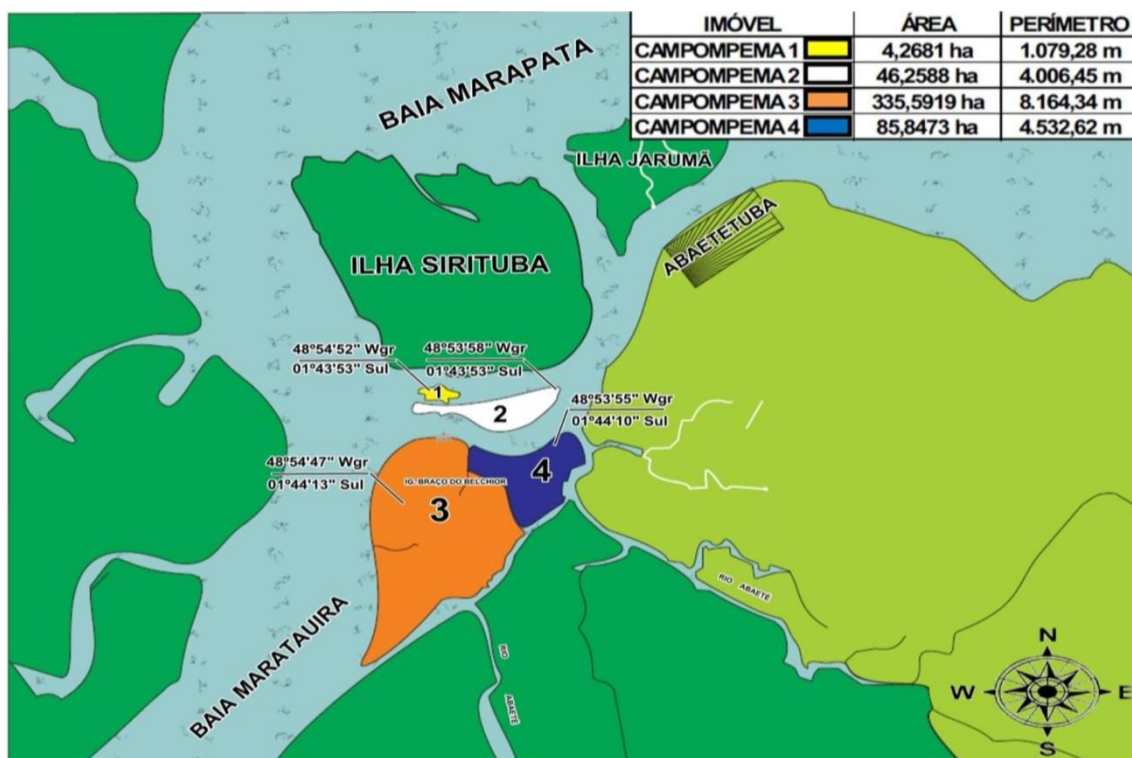 IMÓVEL ÁREA PERÍMETRO
CAMPOMPEMA 1 4,2681 ha 1.079,28 m
CAMPOMPEMA 2 46,2588 ha 4.006,45 m
CAMPOMPEMA 3 335,5919 ha 8.164,34 m
CAMPOMPEMA 4 85,8473 ha 4.532,62 m
BAIA MARAPATA
ILHA JARUMÃ
ABAETETUBA
ILHA SIRITUBA
48º54'52" Wgr
01º43'53" Sul
48º53'58" Wgr
01º43'53" Sul
1
2
48º53'55" Wgr
01º44'10" Sul
48º54'47" Wgr
01º44'13" Sul
IG. BRAÇO DO BELCHIOR
3
4
RIO ABAETÉ
RIO ABAETÉ
BAIA MARATAUIRA
N
W
E
S